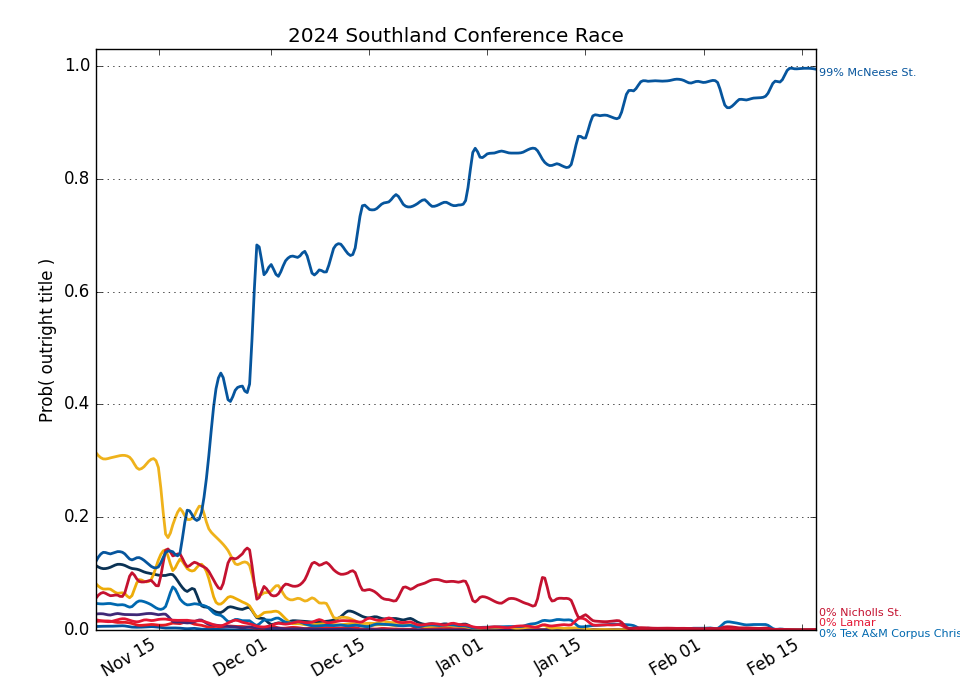 2024 Southland Conference Race
Prob( outright title )
1.0
0.8
0.6
0.4
0.2
0.0
Nov 15
Dec 01
Dec 15
Jan 01
Jan 15
Feb 01
Feb 15
99% McNeese St.
0% Nicholls St.
0% Lamar
0% Tex A&M Corpus Chris